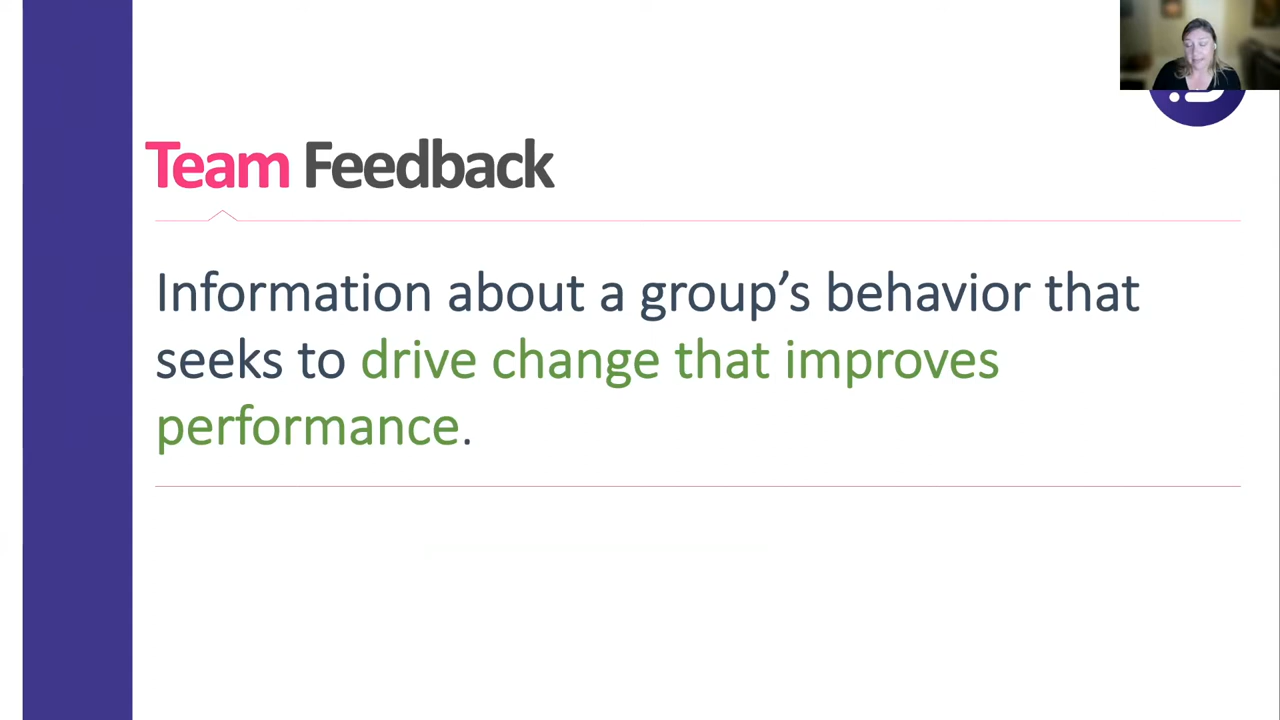 Team Feedback
Information about a group’s behavior that
seeks to drive change that improves
performance.